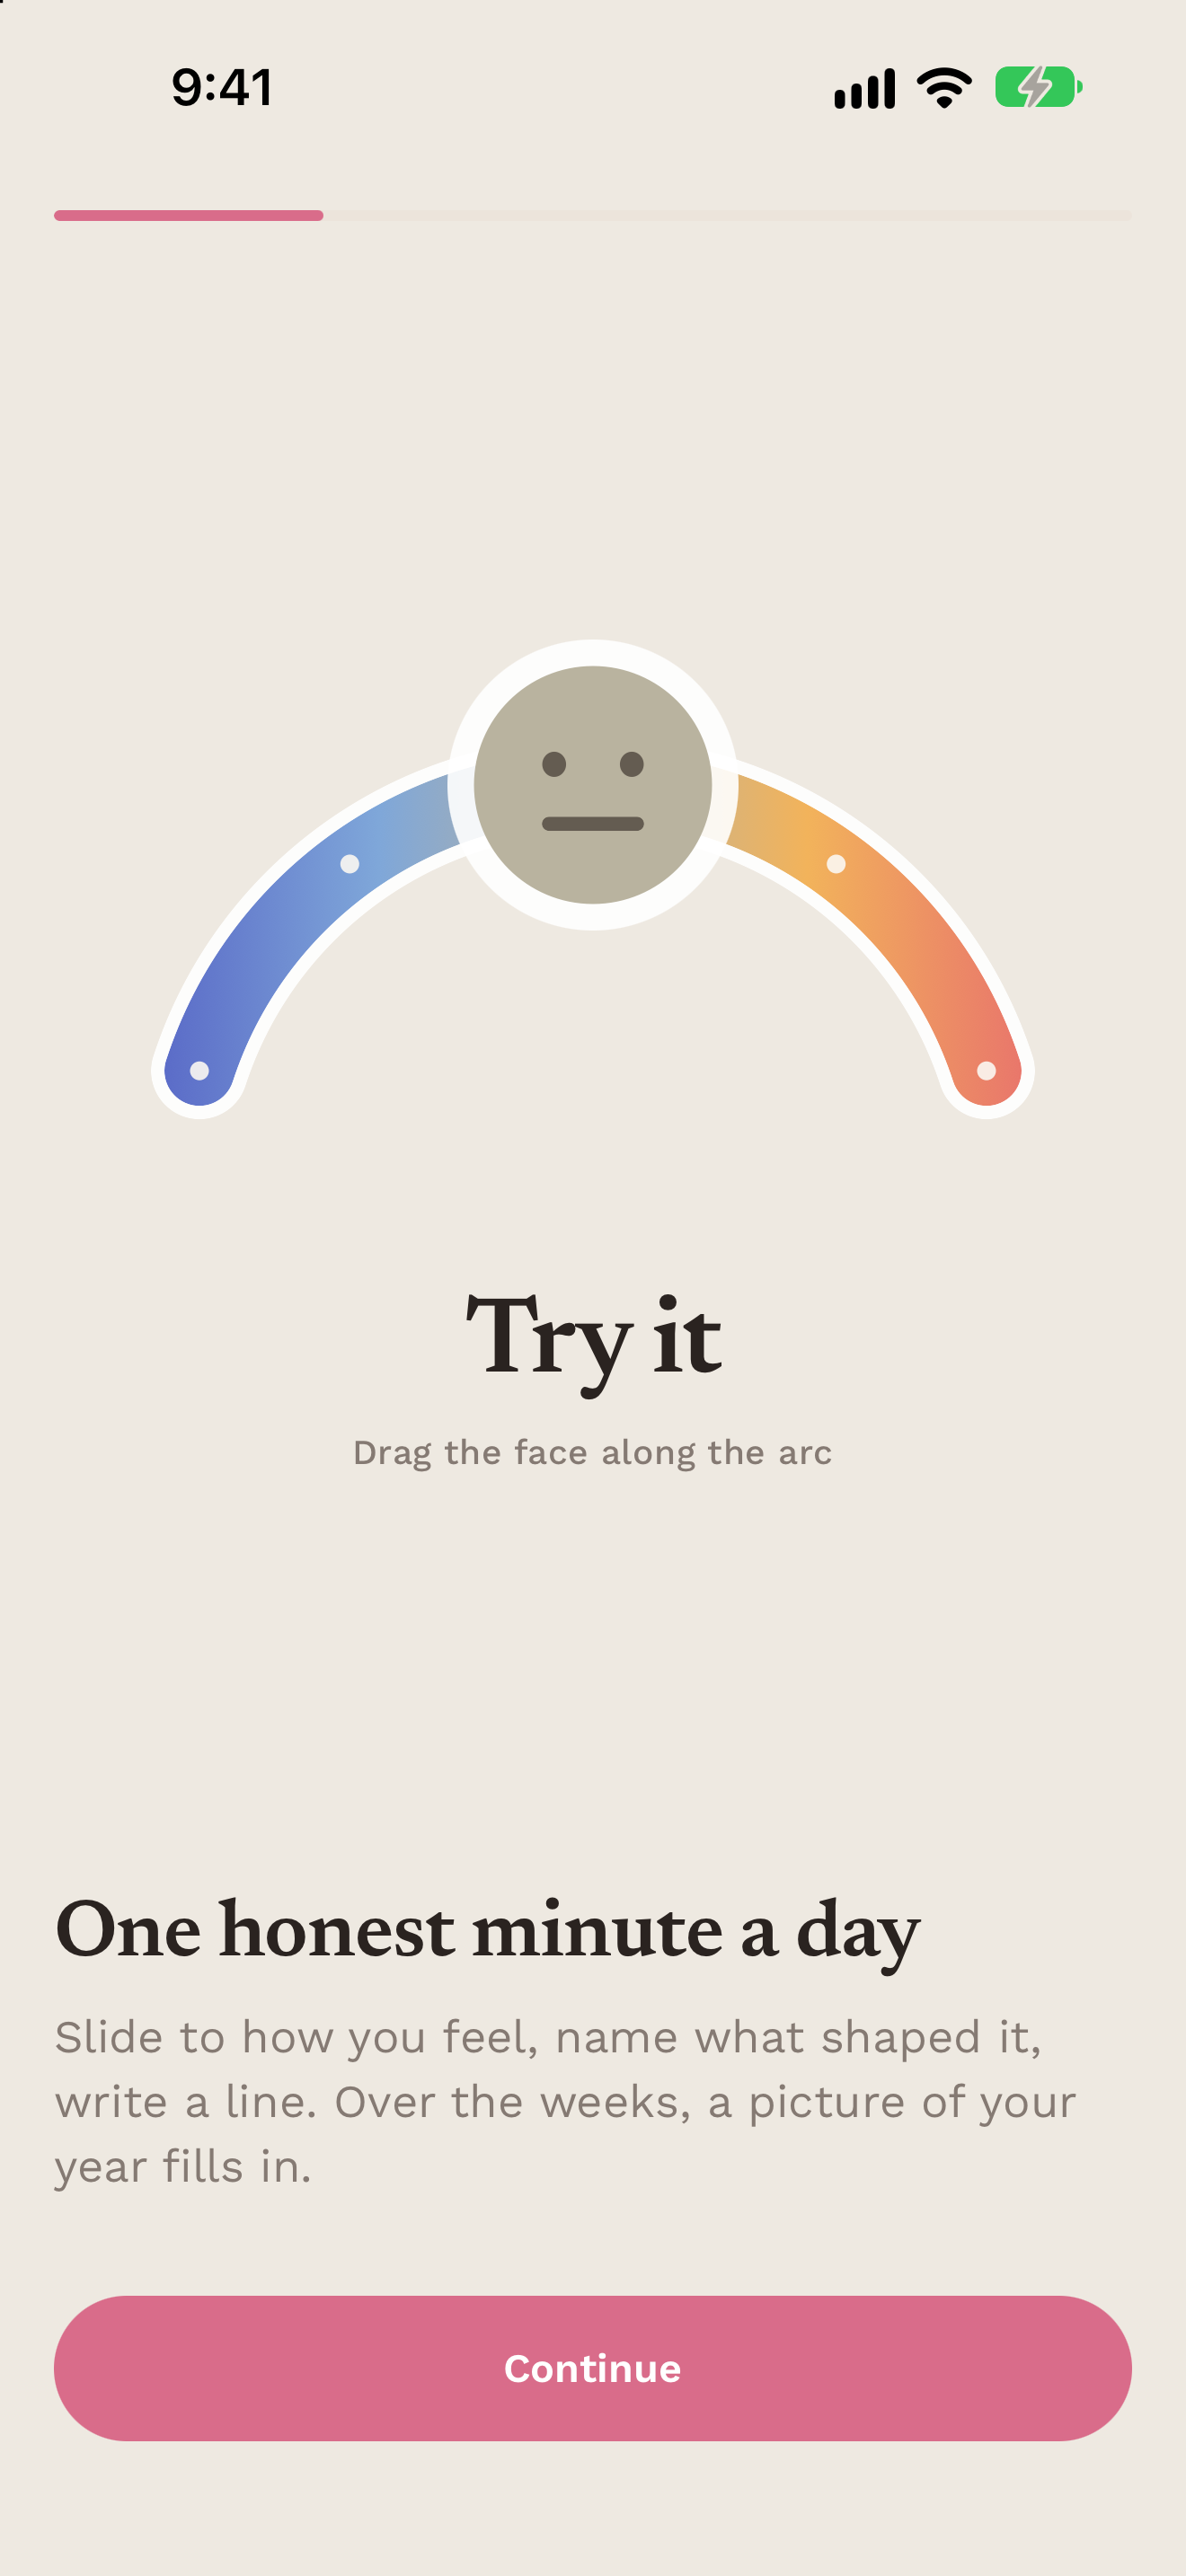 9:41
Try it
Drag the face along the arc
One honest minute a day
Slide to how you feel, name what shaped it,
write a line. Over the weeks, a picture of your
year fills in.
Continue